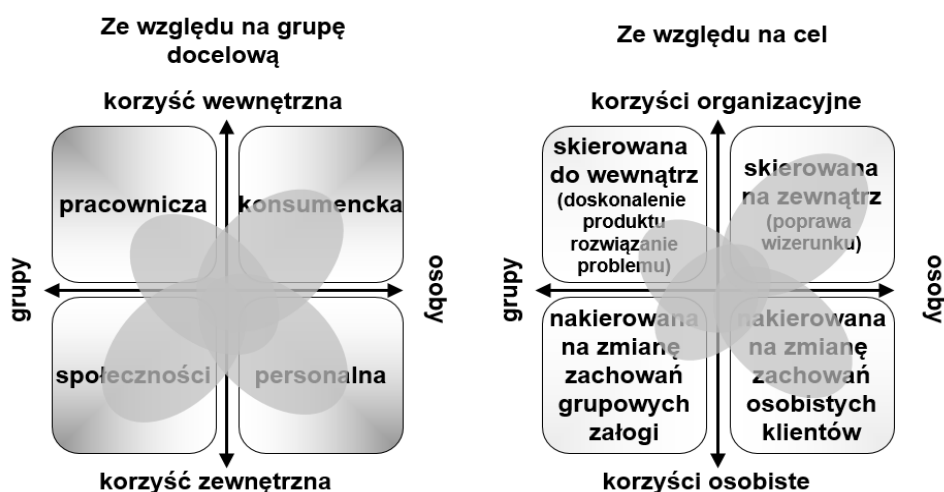 Ze względu na grupę
docelową
korzyść wewnętrzna
pracownicza
konsumencka
grupy
osoby
społeczności
personalna
korzyść zewnętrzna
Ze względu na cel
korzyści organizacyjne
skierowana
do wewnątrz
(doskonalenie
produktu
rozwiązanie
problemu)
skierowana
na zewnątrz
(poprawa
wizerunku)
grupy
osoby
nakierowana
na zmianę
zachowań
grupowych
załogi
nakierowana
na zmianę
zachowań
osobistych
klientów
korzyści osobiste